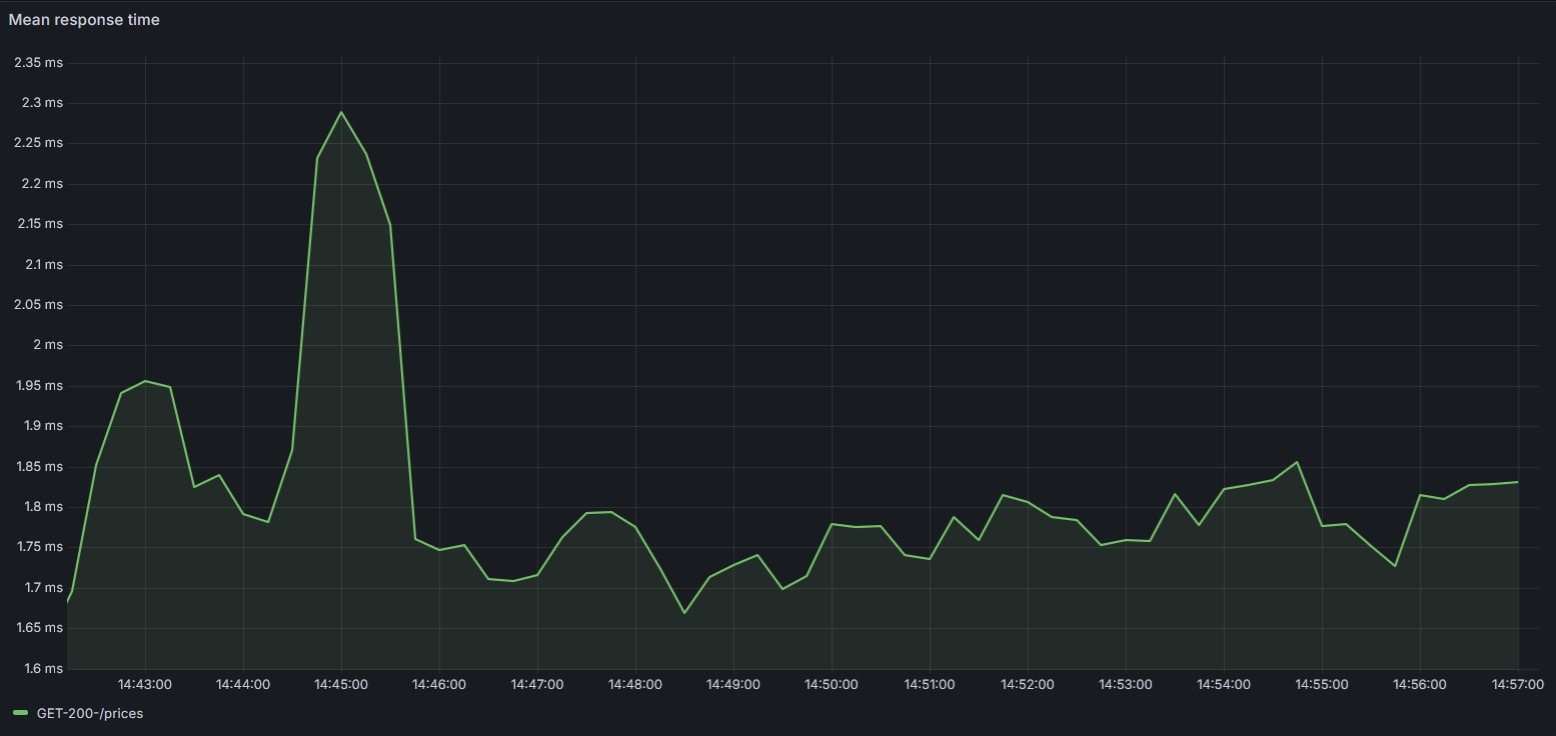 Mean response time
2.35 ms
2.3 ms
2.25 ms
2.2 ms
2.15 ms
2.1 ms
2.05 ms
2 ms
1.95 ms
1.9 ms
1.85 ms
1.8 ms
1.75 ms
1.7 ms
1.65 ms
1.6 ms
14:43:00 14:44:00 14:45:00 14:46:00 14:47:00 14:48:00 14:49:00 14:50:00 14:51:00 14:52:00 14:53:00 14:54:00 14:55:00 14:56:00 14:57:00
GET-200-/prices